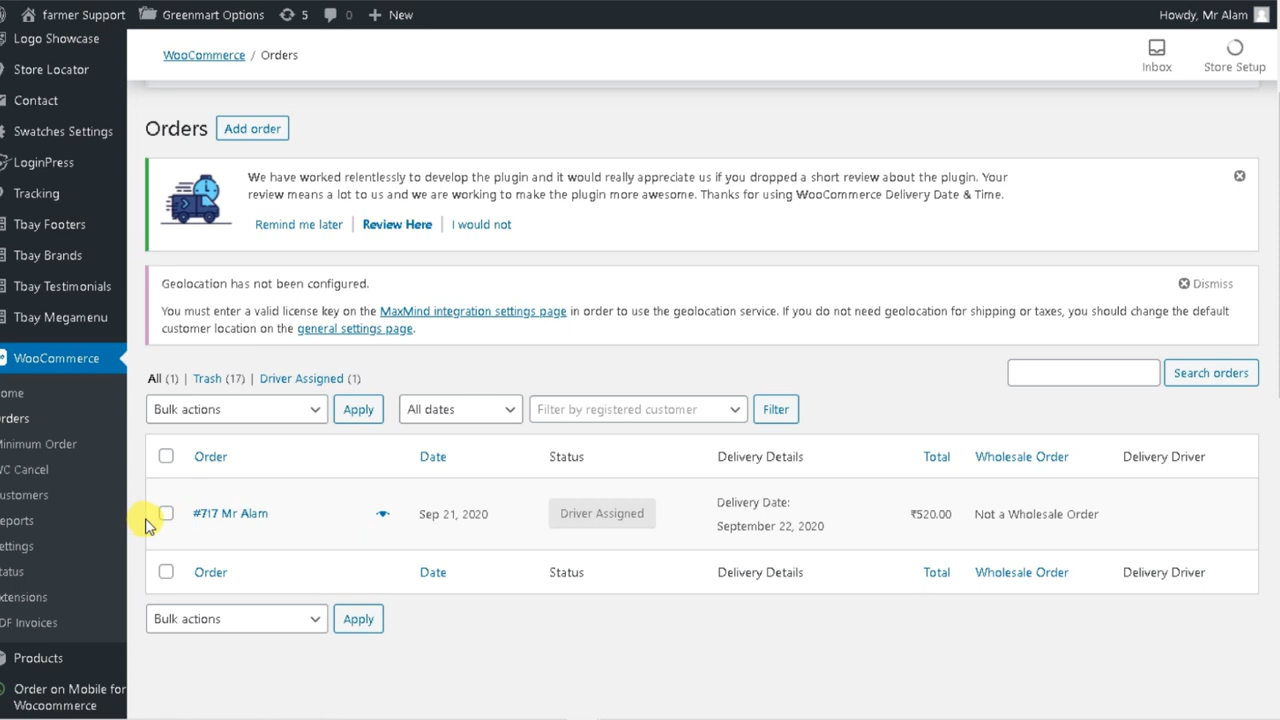 farmer Support Greenmart Options 5 0 New Howdy, Mr Alam
Logo Showcase
Store Locator
Contact
Swatches Settings
LoginPress
Tracking
Tbay Footers
Tbay Brands
Tbay Testimonials
Tbay Megamenu
WooCommerce
ome
rders
Minimum Order
WC Cancel
ustomers
eports
ettings
tatus
xtensions
DF Invoices
Products
Order on Mobile for
Wocoommerce
WooCommerce / Orders
Inbox
Store Setup
Orders Add order
We have worked relentlessly to develop the plugin and it would really appreciate us if you dropped a short review about the plugin. Your
review means a lot to us and we are working to make the plugin more awesome. Thanks for using WooCommerce Delivery Date & Time.
Remind me later | Review Here | I would not
Geolocation has not been configured. Dismiss
You must enter a valid license key on the MaxMind integration settings page in order to use the geolocation service. If you do not need geolocation for shipping or taxes, you should change the default
customer location on the general settings page.
All (1) | Trash (17) | Driver Assigned (1) Search orders
Bulk actions Apply All dates Filter by registered customer Filter
Order Date Status Delivery Details Total Wholesale Order Delivery Driver
#717 Mr Alam Sep 21, 2020 Driver Assigned Delivery Date: ₹520.00 Not a Wholesale Order
September 22, 2020
Order Date Status Delivery Details Total Wholesale Order Delivery Driver
Bulk actions Apply